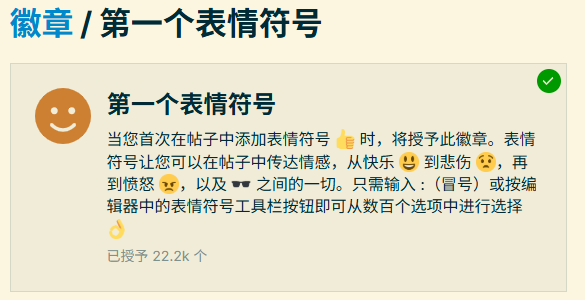 徽章 / 第一个表情符号
第一个表情符号
当您首次在帖子中添加表情符号 👍 时，将授予此徽章。表情
符号让您可以在帖子中传达情感，从快乐 😃 到悲伤 😟，再
到愤怒 😠，以及 🕶️ 之间的一切。只需输入 :（冒号）或按编
辑器中的表情符号工具栏按钮即可从数百个选项中进行选择
👌
已授予 22.2k 个